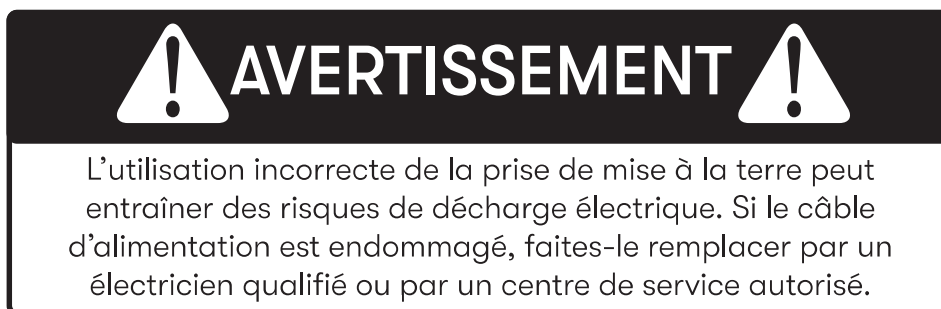 AVERTISSEMENT
L’utilisation incorrecte de la prise de mise à la terre peut
entraîner des risques de décharge électrique. Si le câble
d’alimentation est endommagé, faites-le remplacer par un
électricien qualifié ou par un centre de service autorisé.